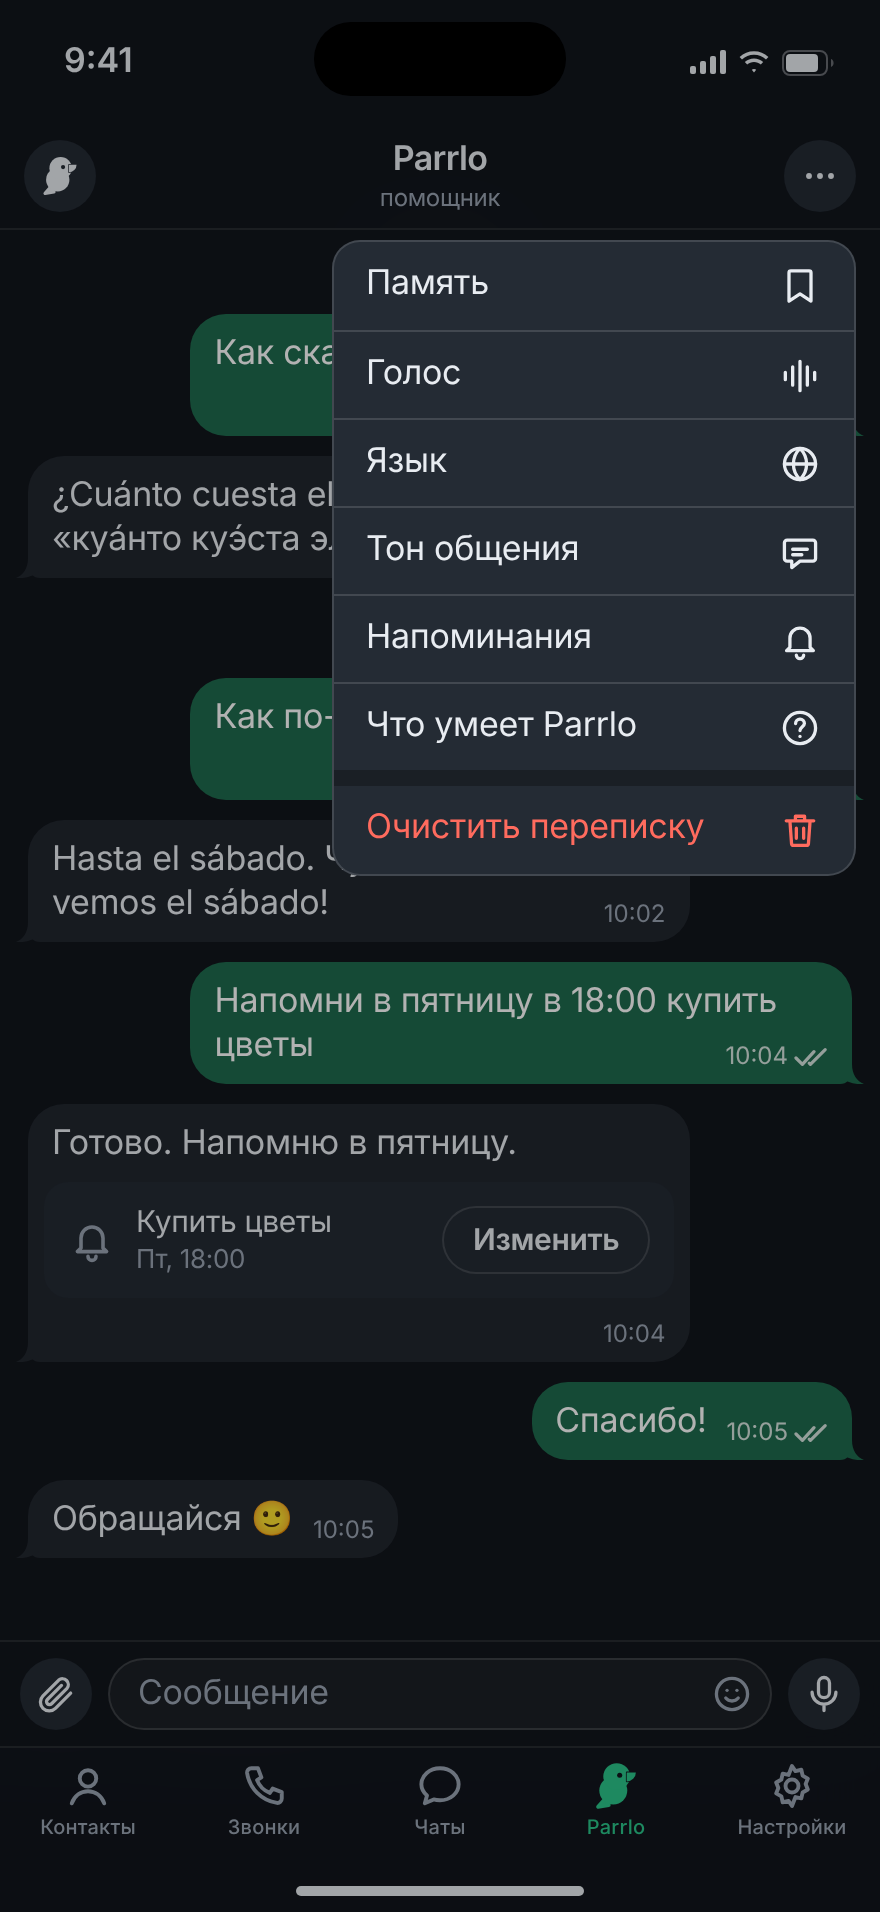 9:41
Parrlo
помощник
Память
Как
Голос
Язык
¿Cuánto cuesta el
«куа́нто куэ́ста
Тон общения
Напоминания
Как по-
Что умеет Parrlo
Очистить переписку
Hasta el sábado.
vemos el sábado!
10:02
Напомни в пятницу в 18:00 купить
цветы
10:04
Готово. Напомню в пятницу.
Купить цветы
Пт, 18:00
Изменить
10:04
Спасибо! 10:05
Обращайся 🙂 10:05
Сообщение
Контакты Звонки Чаты Parrlo Настройки